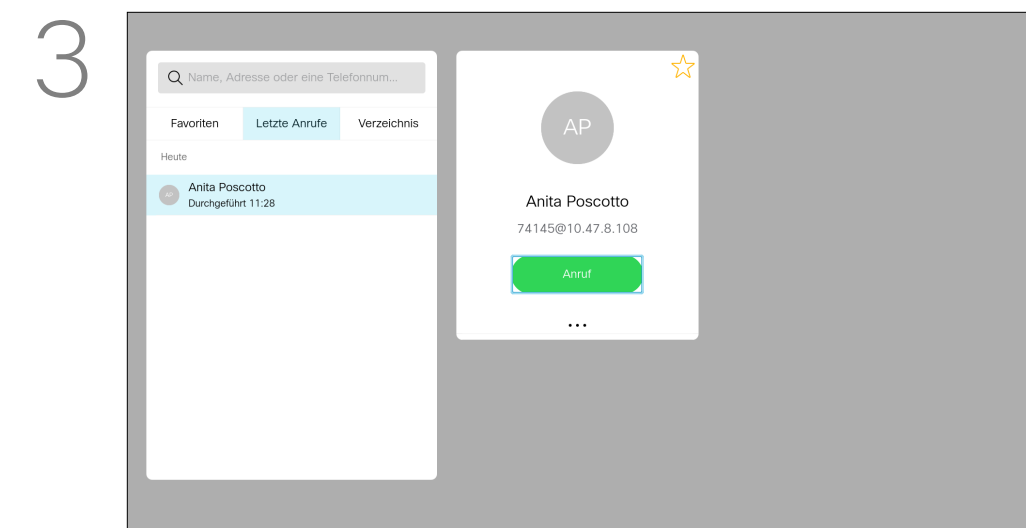 3
Name, Adresse oder eine Telefonnum...
Favoriten Letzte Anrufe Verzeichnis
Heute
AP
Anita Poscotto
Durchgeführt 11:28
AP
Anita Poscotto
74145@10.47.8.108
Anruf